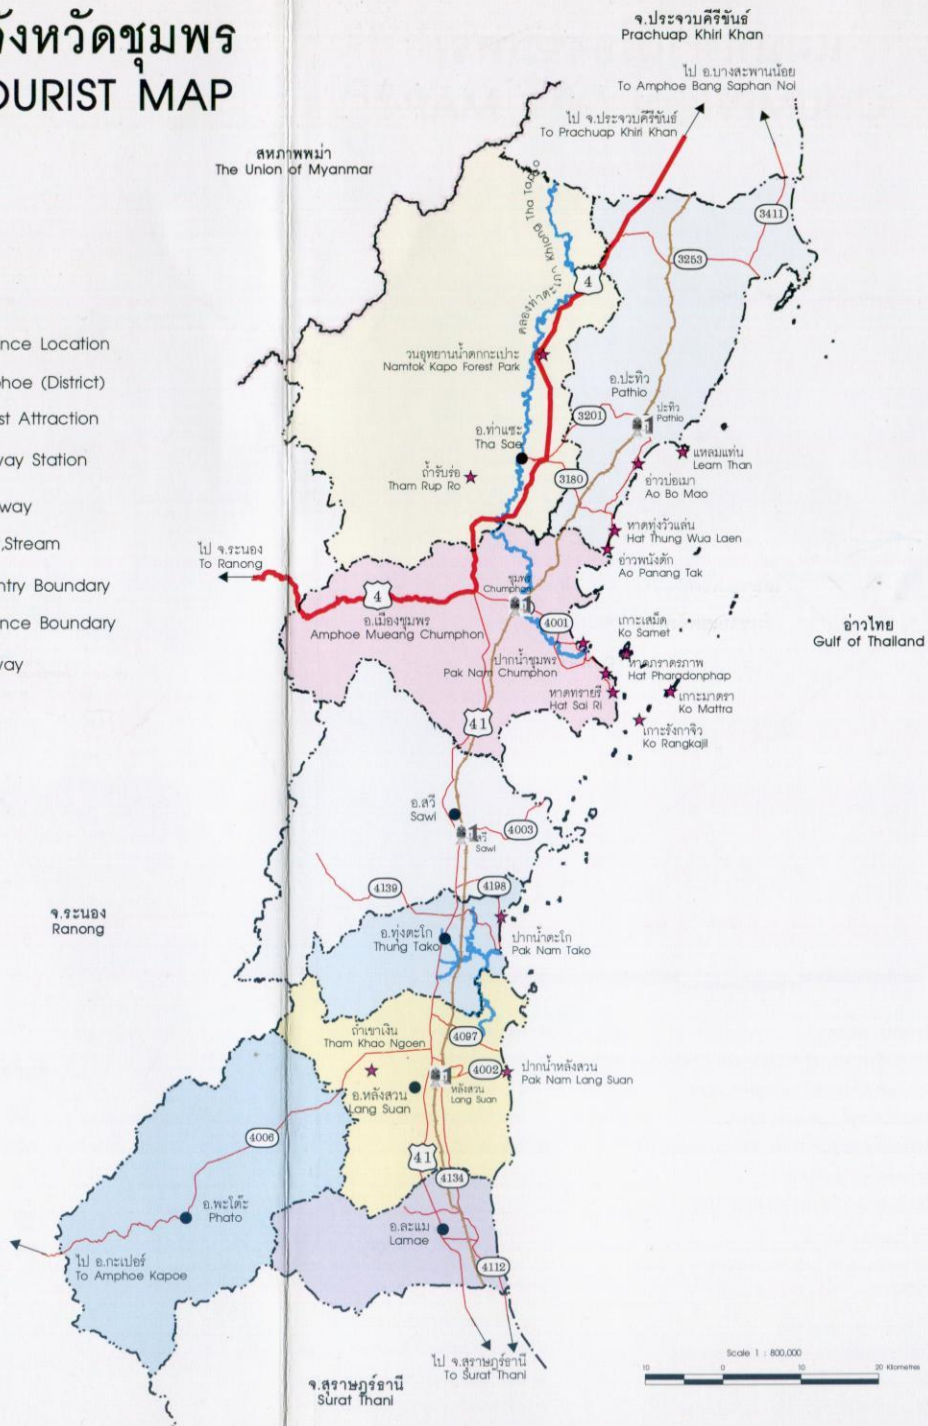 จังหวัดชุมพร
OURIST MAP
จ.ประจวบคีรีขันธ์
Prachuap Khiri Khan
ไป อ.บางสะพานน้อย
To Amphoe Bang Saphan Noi
ไป จ.ประจวบคีรีขันธ์
To Prachuap Khiri Khan
สหภาพพม่า
The Union of Myanmar
คลองท่าตะเภา Khlong Tha Tapao
3411
3253
4
nce Location
hoe (District)
st Attraction
way Station
way
,Stream
ntry Boundary
nce Boundary
way
วนอุทยานน้ำตกกะเปาะ
Namtok Kapo Forest Park
อ.ปะทิว
Pathio
ปะทิว
Pathio
3201
อ.ท่าแซะ
Tha Sae
แหลมแท่น
Leam Than
ถ้ำรับร่อ
Tham Rup Ro
3180
อ่าวบ่อเมา
Ao Bo Mao
หาดทุ่งวัวแล่น
Hat Thung Wua Laen
อ่าวพนังตัก
Ao Panang Tak
ไป จ.ระนอง
To Ranong
4
ชุมพร
Chumphon
อ.เมืองชุมพร
Amphoe Mueang Chumphon
4001
เกาะเสม็ด
Ko Samet
อ่าวไทย
Gulf of Thailand
ปากน้ำชุมพร
Pak Nam Chumphon
หาดภราดรภาพ
Hat Pharadonphap
หาดทรายรี
Hat Sai Ri
เกาะมาตรา
Ko Mattra
เกาะรังกาจิว
Ko Rangkajil
41
อ.สวี
Sawi
สวี
Sawi
4003
4139
4198
จ.ระนอง
Ranong
อ.ทุ่งตะโก
Thung Tako
ปากน้ำตะโก
Pak Nam Tako
ถ้ำเขาเงิน
Tham Khao Ngoen
4097
4002
ปากน้ำหลังสวน
Pak Nam Lang Suan
อ.หลังสวน
Lang Suan
หลังสวน
Lang Suan
4006
41
4134
อ.พะโต๊ะ
Phato
อ.ละแม
Lamae
ไป อ.กะเปอร์
To Amphoe Kapoe
4112
ไป จ.สุราษฎร์ธานี
To Surat Thani
จ.สุราษฎร์ธานี
Surat Thani
Scale 1 : 800,000
10 0 10 20 Kilometres